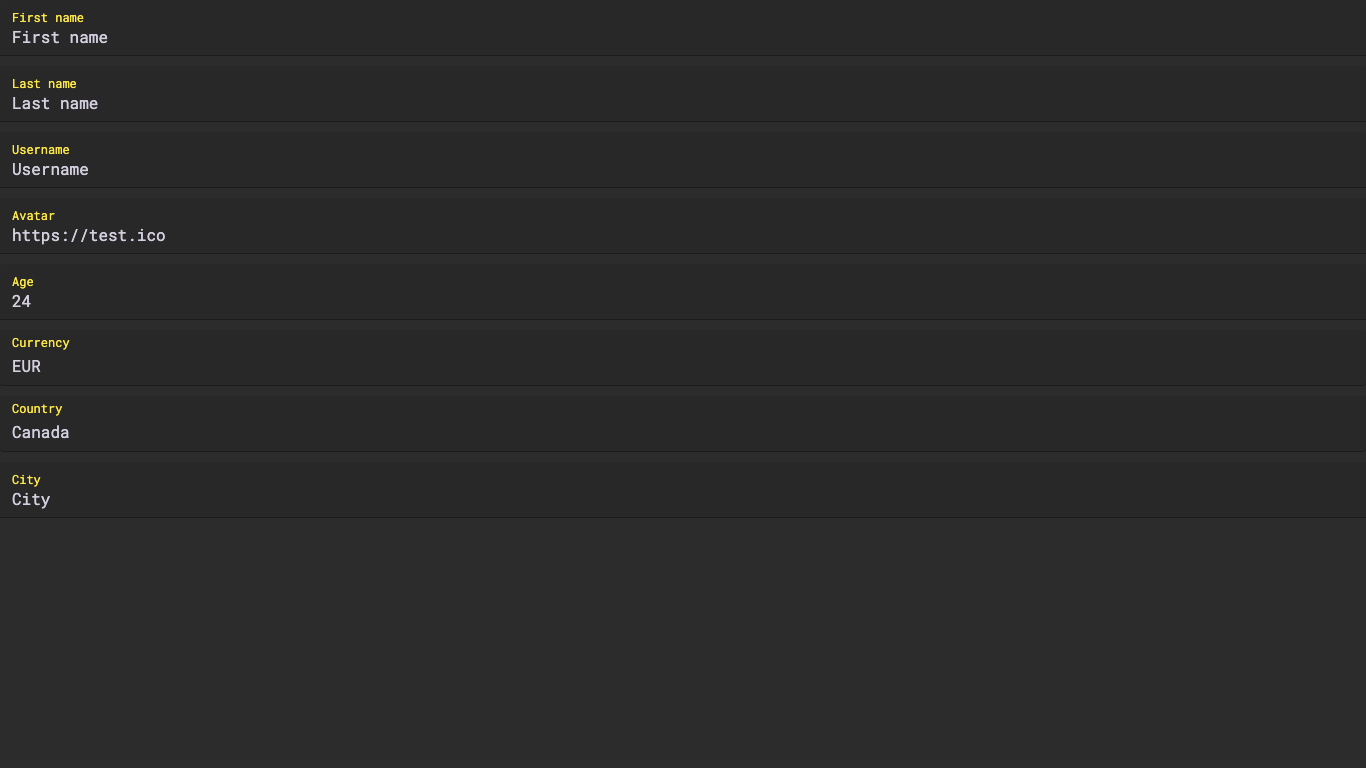 First name
First name
Last name
Last name
Username
Username
Avatar
https://test.ico
Age
24
Currency
EUR
Country
Canada
City
City